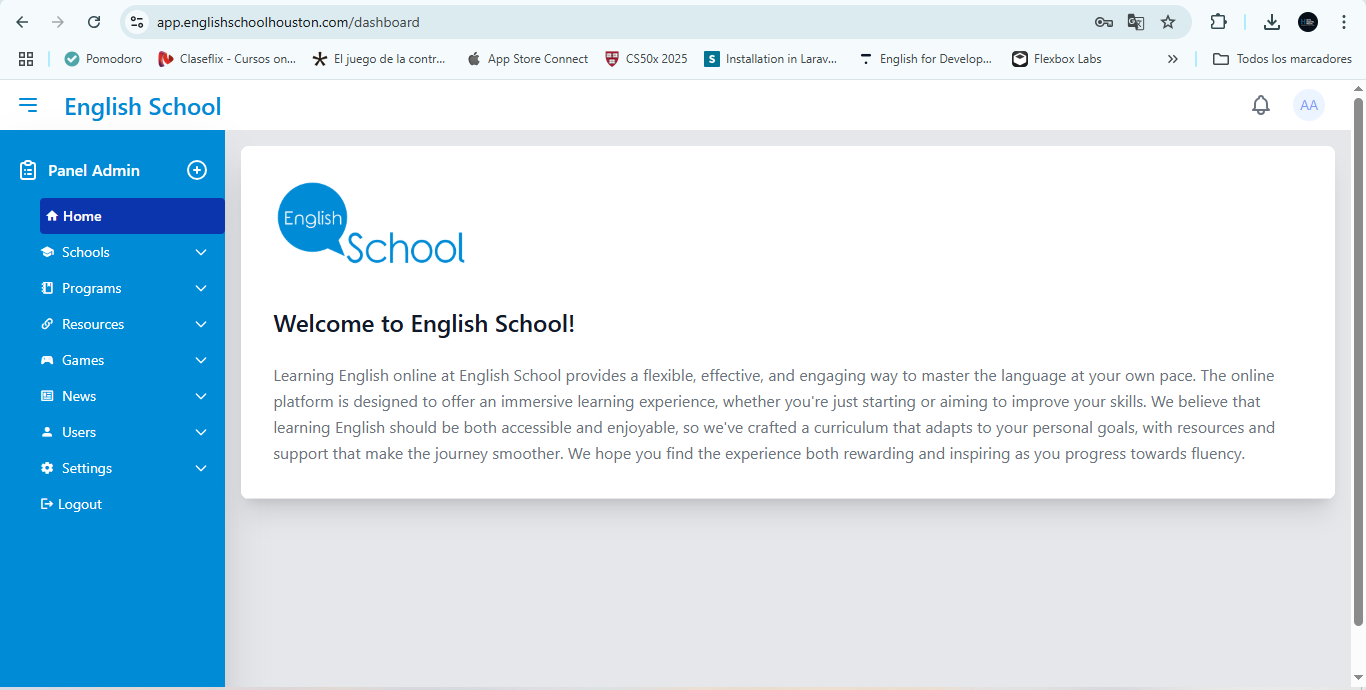 app.englishschoolhouston.com/dashboard
Pomodoro
Claseflix - Cursos on...
El juego de la contr...
App Store Connect
CS50x 2025
Installation in Larav...
English for Develop...
Flexbox Labs
Todos los marcadores
English School
AA
Panel Admin
Home
Schools
Programs
Resources
Games
News
Users
Settings
Logout
English
School
Welcome to English School!
Learning English online at English School provides a flexible, effective, and engaging way to master the language at your own pace. The online
platform is designed to offer an immersive learning experience, whether you're just starting or aiming to improve your skills. We believe that
learning English should be both accessible and enjoyable, so we've crafted a curriculum that adapts to your personal goals, with resources and
support that make the journey smoother. We hope you find the experience both rewarding and inspiring as you progress towards fluency.